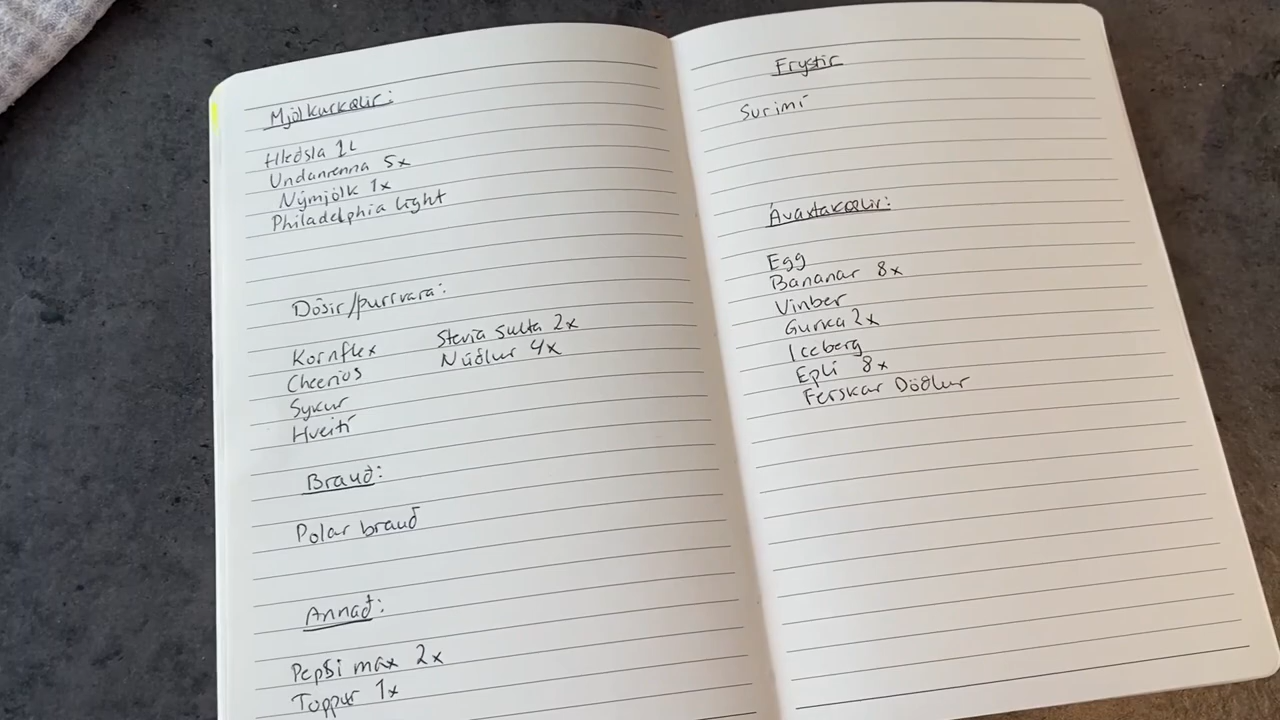 Mjólkurkælir:
Hleðsla 1L
Undanrenna 5x
Nýmjólk 1x
Philadelphia light
Dósir/þurrvara:
Kornflex
Cheerios
Sykur
Hveiti
Stevia sulta 2x
Núðlur 4x
Brauð:
Polar brauð
Annað:
Pepsi max 2x
Toppur 1x
Frystir
Surimi
Ávaxtakælir:
Egg
Bananar 8x
Vinber
Gurka 2x
Iceberg
Epli 8x
Ferskar Döðlur